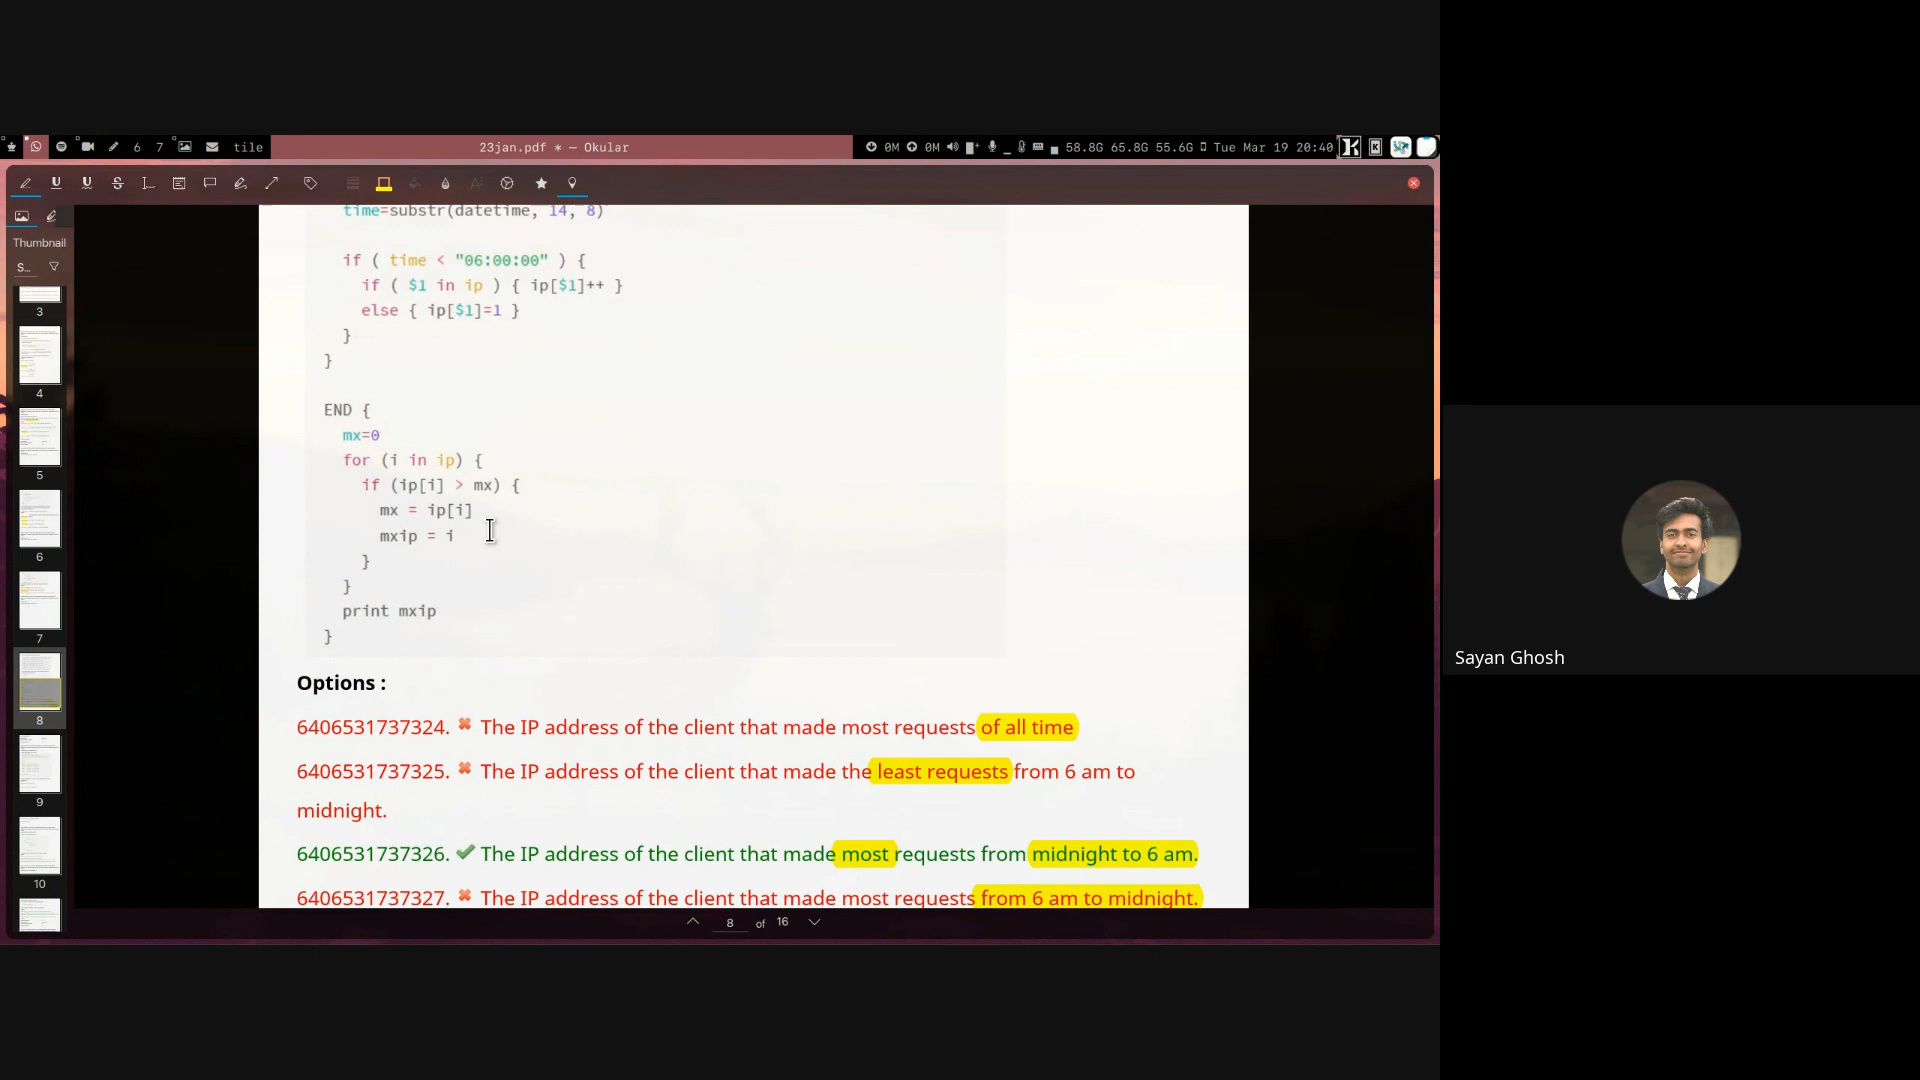 6 7 tile 23jan.pdf * — Okular 0M 0M 58.8G 65.8G 55.6G Tue Mar 19 20:40
Thumbnail
S...
3
4
5
6
7
8
9
10
time=substr(datetime, 14, 8)
if ( time < "06:00:00" ) {
if ( $1 in ip ) { ip[$1]++ }
else { ip[$1]=1 }
}
}
END {
mx=0
for (i in ip) {
if (ip[i] > mx) {
mx = ip[i]
mxip = i
}
}
print mxip
}
Options :
6406531737324. ✖ The IP address of the client that made most requests of all time
6406531737325. ✖ The IP address of the client that made the least requests from 6 am to
midnight.
6406531737326. ✔ The IP address of the client that made most requests from midnight to 6 am.
6406531737327. ✖ The IP address of the client that made most requests from 6 am to midnight.
8 of 16
Sayan Ghosh